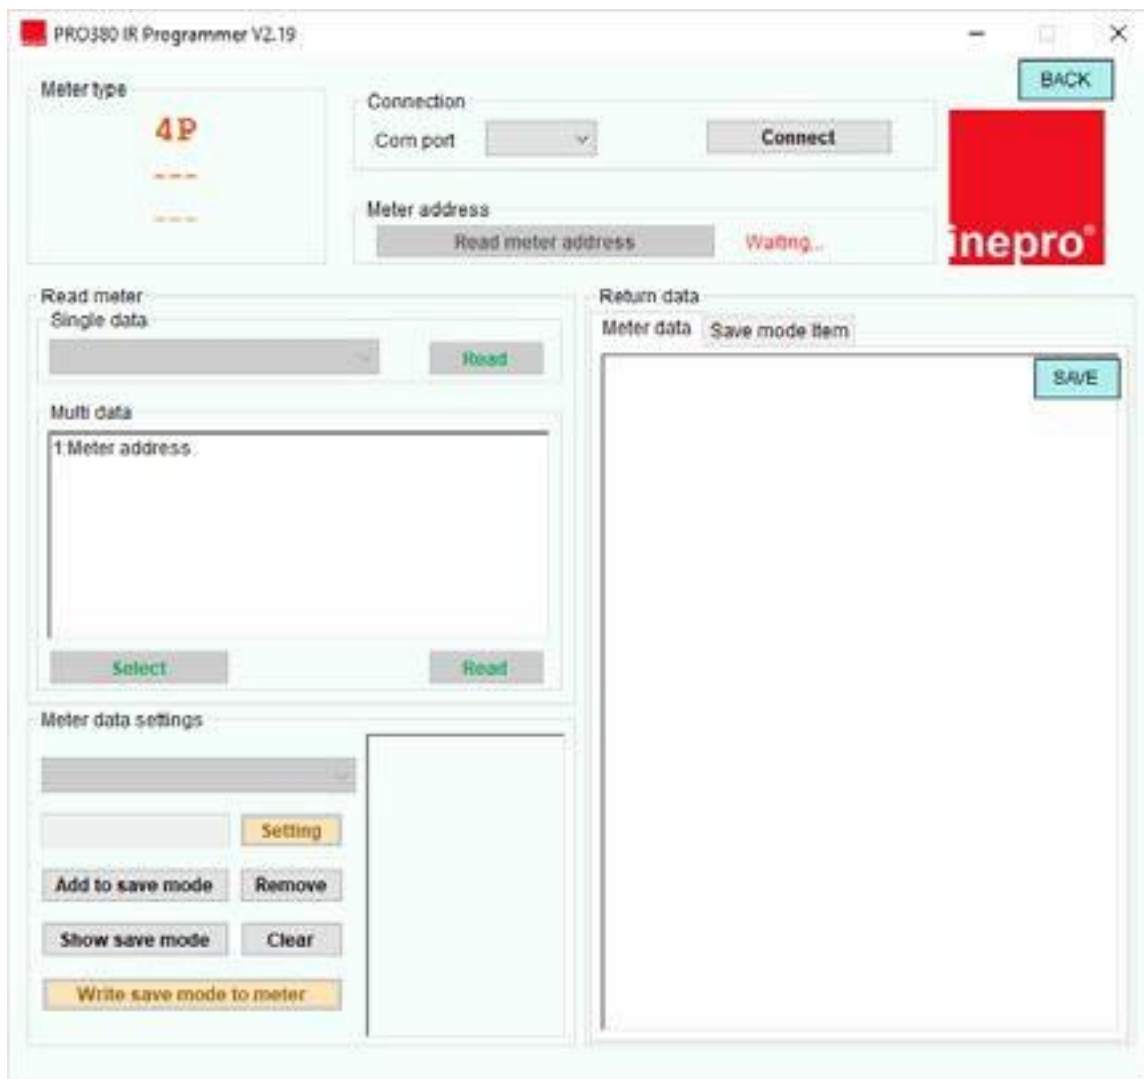 PRO380 IR Programmer V2.19
BACK
Meter type
4P
---
---
Connection
Com port
Connect
Meter address
Read meter address
Waiting...
inepro®
Read meter
Single data
Read
Multi data
1:Meter address
Select
Read
Return data
Meter data
Save mode item
SAVE
Meter data settings
Setting
Add to save mode
Remove
Show save mode
Clear
Write save mode to meter